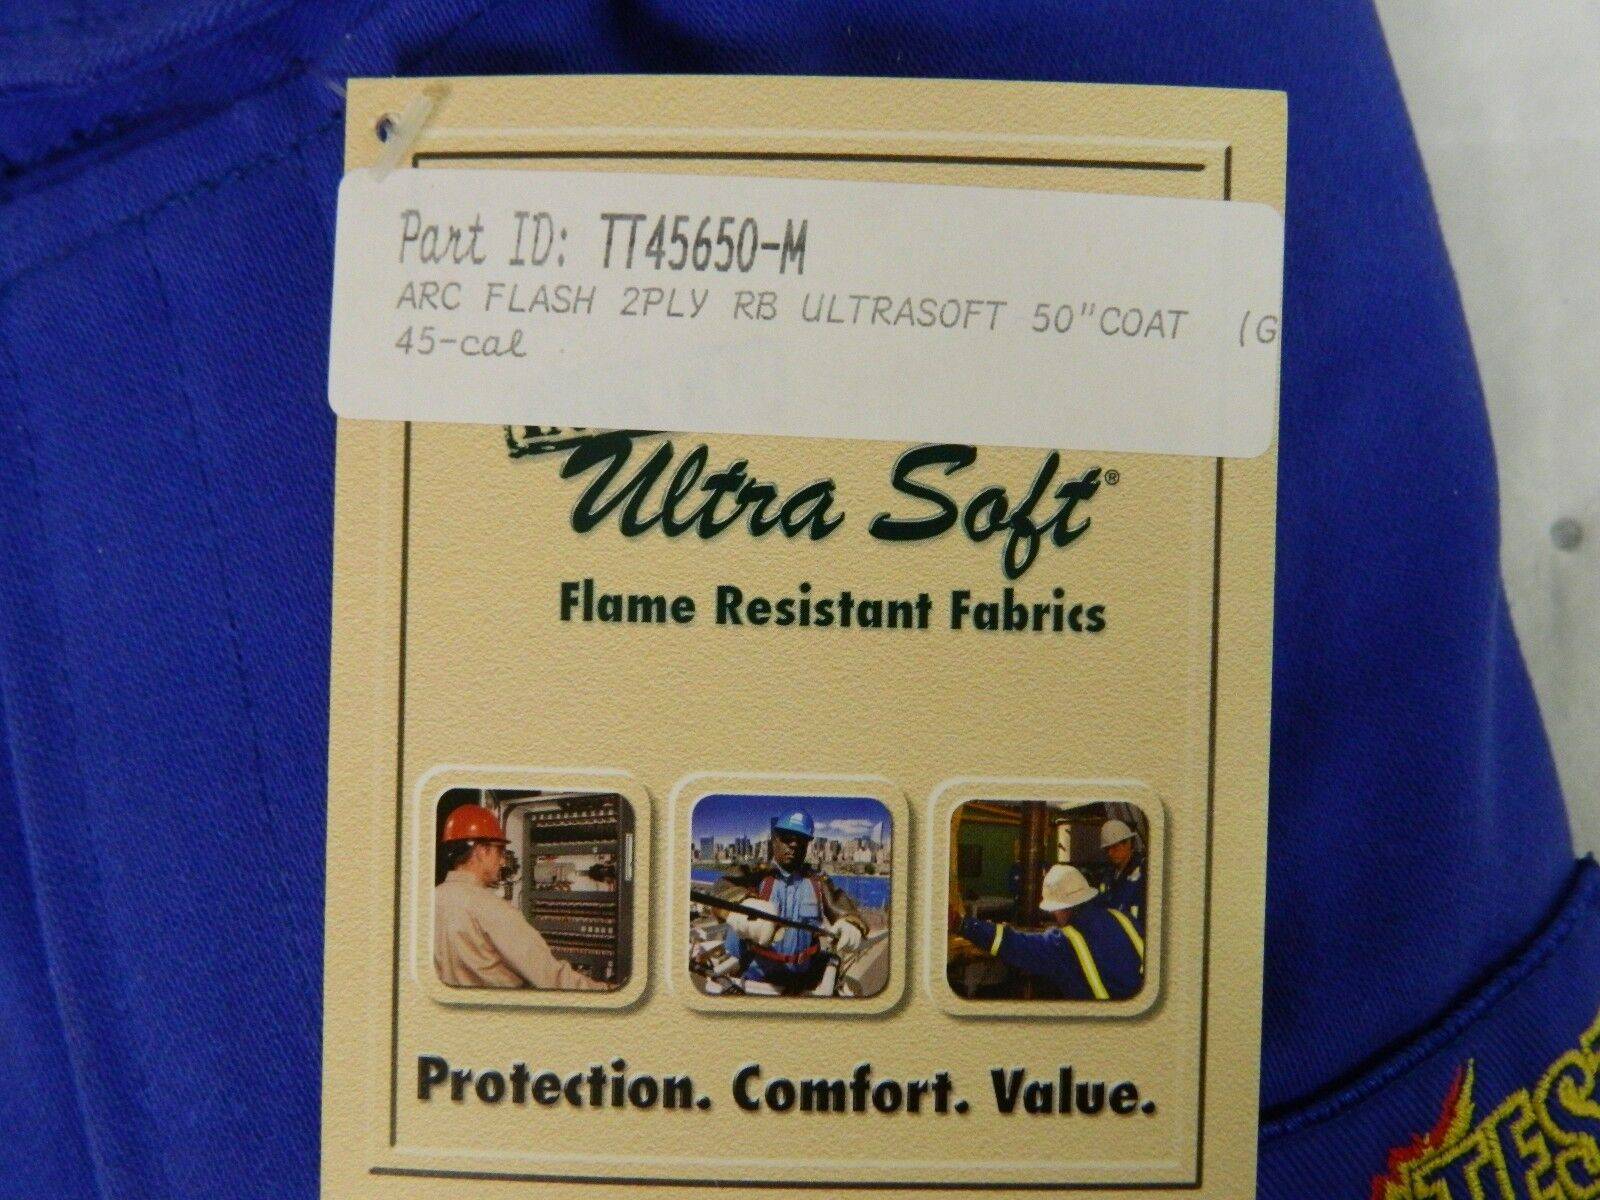 Part ID: TT45650-M
ARC FLASH 2PLY RB ULTRASOFT 50"COAT (G
45-cal
Ultra Soft®
Flame Resistant Fabrics
Protection. Comfort. Value.
TES